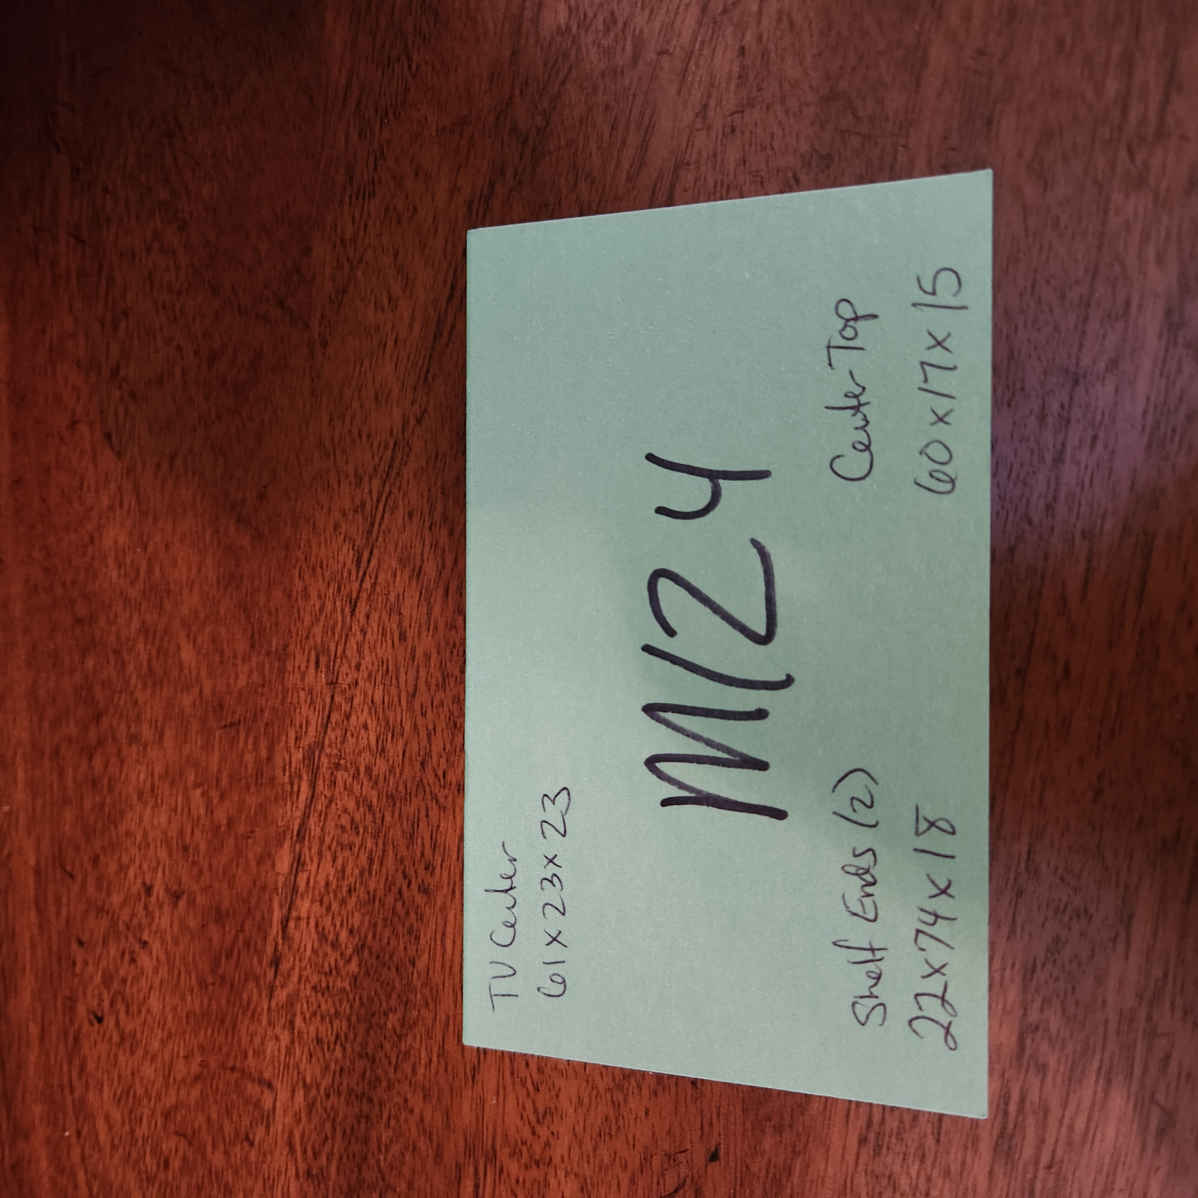 TV Center
61 x 23 x 23
M124
Shelf Ends (2)
22 x 74 x 18
Center Top
60 x 17 x 15